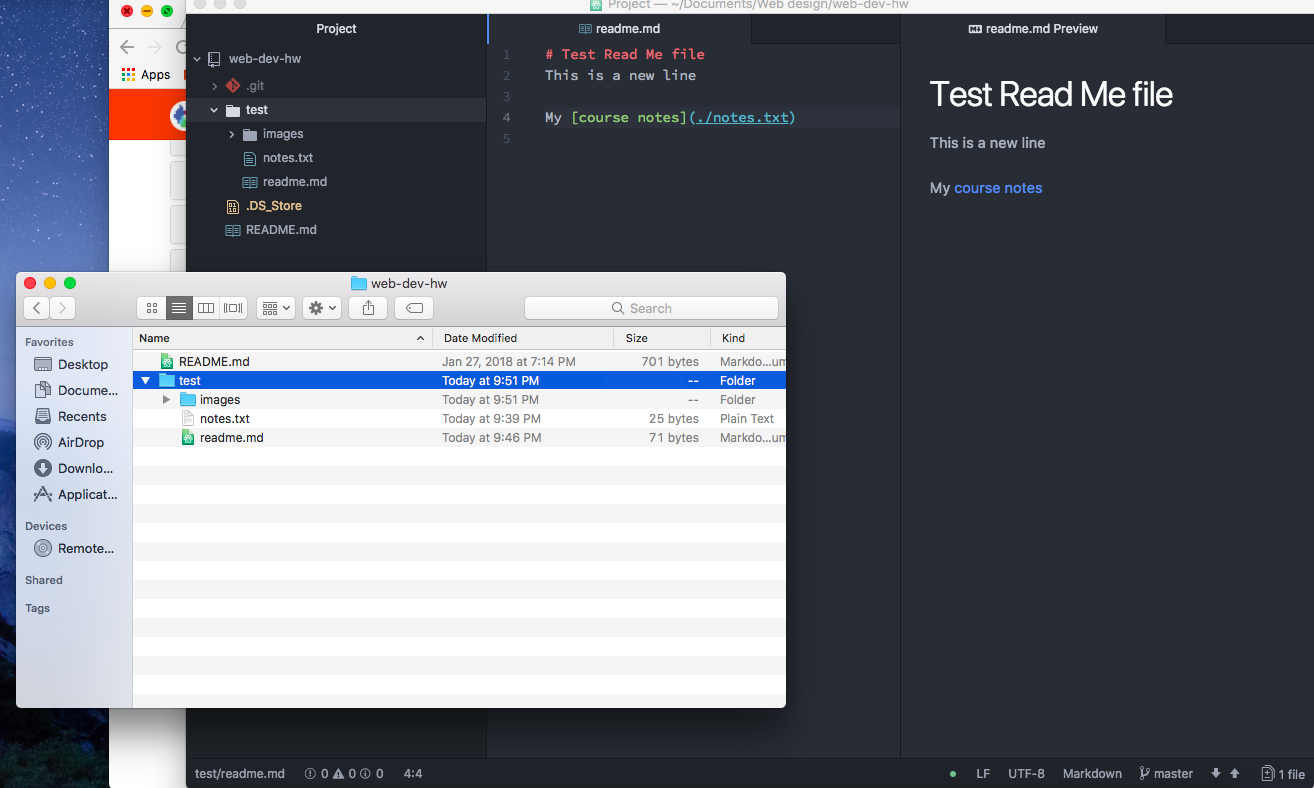 Project — ~/Documents/Web design/web-dev-hw
Apps
Project
web-dev-hw
.git
test
images
notes.txt
readme.md
.DS_Store
README.md
readme.md
1 # Test Read Me file
2 This is a new line
3
4 My [course notes](./notes.txt)
5
readme.md Preview
Test Read Me file
This is a new line
My course notes
web-dev-hw
Search
Favorites
Desktop
Docume...
Recents
AirDrop
Downlo...
Applicat...
Devices
Remote...
Shared
Tags
Name Date Modified Size Kind
README.md Jan 27, 2018 at 7:14 PM 701 bytes Markdo...um
test Today at 9:51 PM -- Folder
images Today at 9:51 PM -- Folder
notes.txt Today at 9:39 PM 25 bytes Plain Text
readme.md Today at 9:46 PM 71 bytes Markdo...um
test/readme.md 0 0 0 4:4 LF UTF-8 Markdown master 1 file